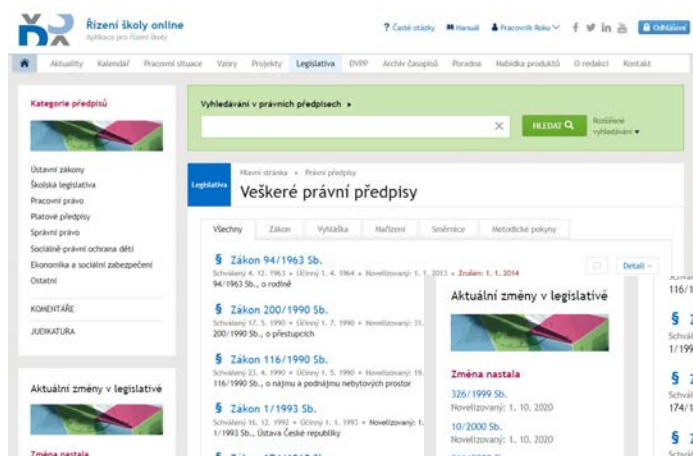 Řízení školy online
Aplikace pro řízení školy
? Časté otázky Manuál Pracovník Roku Odhlášení
Aktuality Kalendář Pracovní situace Vzory Projekty Legislativa DVPP Archiv časopisů Poradna Nabídka produktů O redakci Kontakt
Kategorie předpisů
Ústavní zákony
Školská legislativa
Pracovní právo
Platové předpisy
Správní právo
Sociálně-právní ochrana dětí
Ekonomika a sociální zabezpečení
Ostatní
KOMENTÁŘE
JUDIKATURA
Aktuální změny v legislativě
Změna nastala
Vyhledávání v právních předpisech
HLEDAT
Rozšířené
vyhledávání
Legislativa
Hlavní stránka Právní předpisy
Veškeré právní předpisy
Všechny Zákon Vyhláška Nařízení Směrnice Metodické pokyny
§ Zákon 94/1963 Sb.
Schválený 4. 12. 1963 • Účinný 1. 4. 1964 • Novelizovaný: 1. 1. 2013 • Zrušen: 1. 1. 2014
94/1963 Sb., o rodině
Detail
§ Zákon 200/1990 Sb.
Schválený 17. 5. 1990 • Účinný 1. 7. 1990 • Novelizovaný: 31.
200/1990 Sb., o přestupcích
§ Zákon 116/1990 Sb.
Schválený 23. 4. 1990 • Účinný 1. 5. 1990 • Novelizovaný: 19.
116/1990 Sb., o nájmu a podnájmu nebytových prostor
§ Zákon 1/1993 Sb.
Schválený 16. 12. 1992 • Účinný 1. 1. 1993 • Novelizovaný: 1.
1/1993 Sb., Ústava České republiky
Aktuální změny v legislativě
Změna nastala
326/1999 Sb.
Novelizovaný: 1. 10. 2020
10/2000 Sb.
Novelizovaný: 1. 10. 2020
116/1
§
1/199
§
174/1
§